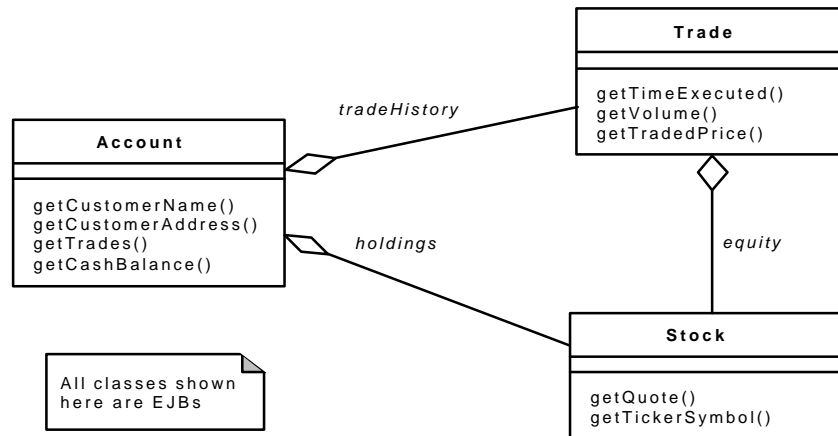 Trade
getTimeExecuted()
getVolume()
getTradedPrice()
tradeHistory
Account
getCustomerName()
getCustomerAddress()
getTrades()
getCashBalance()
holdings
equity
Stock
getQuote()
getTickerSymbol()
All classes shown
here are EJBs